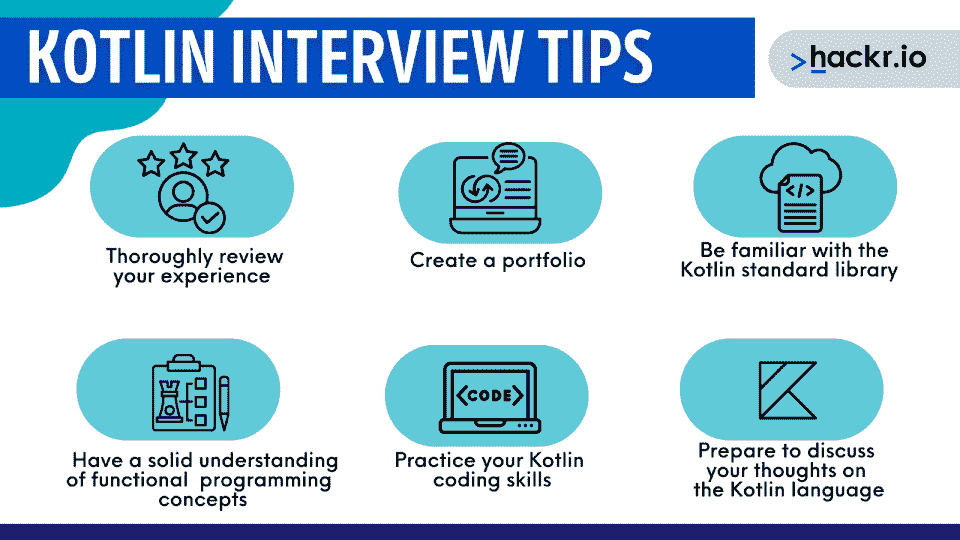 KOTLIN INTERVIEW TIPS
>hackr.io
Thoroughly review
your experience
Create a portfolio
Be familiar with the
Kotlin standard library
</>
Have a solid understanding
of functional programming
concepts
<CODE>
Practice your Kotlin
coding skills
Prepare to discuss
your thoughts on
the Kotlin language